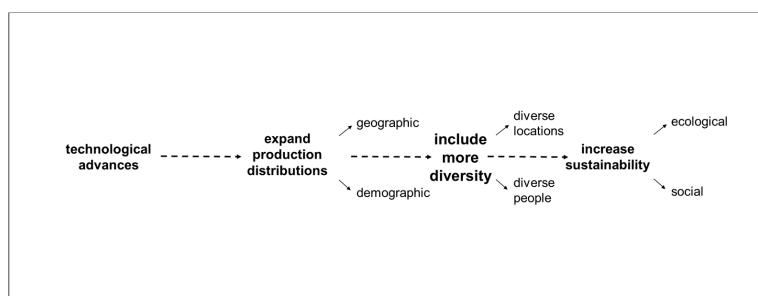 technological
advances
expand
production
distributions
geographic
demographic
include
more
diversity
diverse
locations
diverse
people
increase
sustainability
ecological
social